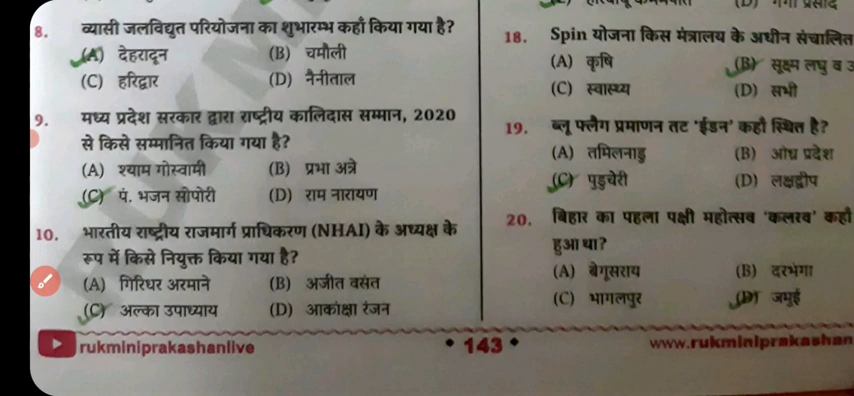 8. व्यासी जलविद्युत परियोजना का शुभारम्भ कहाँ किया गया है?
(A) देहरादून (B) चमौली
(C) हरिद्वार (D) नैनीताल
9. मध्य प्रदेश सरकार द्वारा राष्ट्रीय कालिदास सम्मान, 2020
से किसे सम्मानित किया गया है?
(A) श्याम गोस्वामी (B) प्रभा अत्रे
(C) पं. भजन सोपोरी (D) राम नारायण
10. भारतीय राष्ट्रीय राजमार्ग प्राधिकरण (NHAI) के अध्यक्ष के
रूप में किसे नियुक्त किया गया है?
(A) गिरिधर अरमाने (B) अजीत वसंत
(C) अल्का उपाध्याय (D) आकांक्षा रंजन
18. Spin योजना किस मंत्रालय के अधीन संचालित
(A) कृषि (B) सूक्ष्म लघु व
(C) स्वास्थ्य (D) सभी
19. ब्लू फ्लैग प्रमाणन तट 'ईडन' कहाँ स्थित है?
(A) तमिलनाडु (B) आंध्र प्रदेश
(C) पुडुचेरी (D) लक्षद्वीप
20. बिहार का पहला पक्षी महोत्सव 'कलरव' कहाँ
हुआ था?
(A) बेगूसराय (B) दरभंगा
(C) भागलपुर (D) जमुई
rukminiprakashanlive • 143 • www.rukminiprakashan